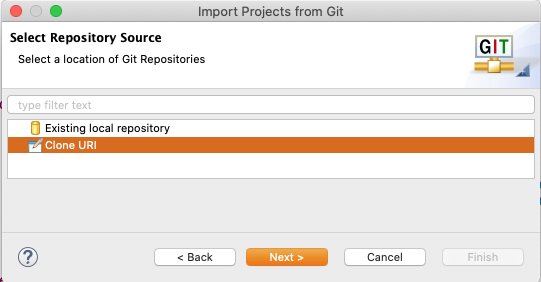 Import Projects from Git
Select Repository Source
Select a location of Git Repositories
GIT
type filter text
Existing local repository
Clone URI
?
< Back
Next >
Cancel
Finish